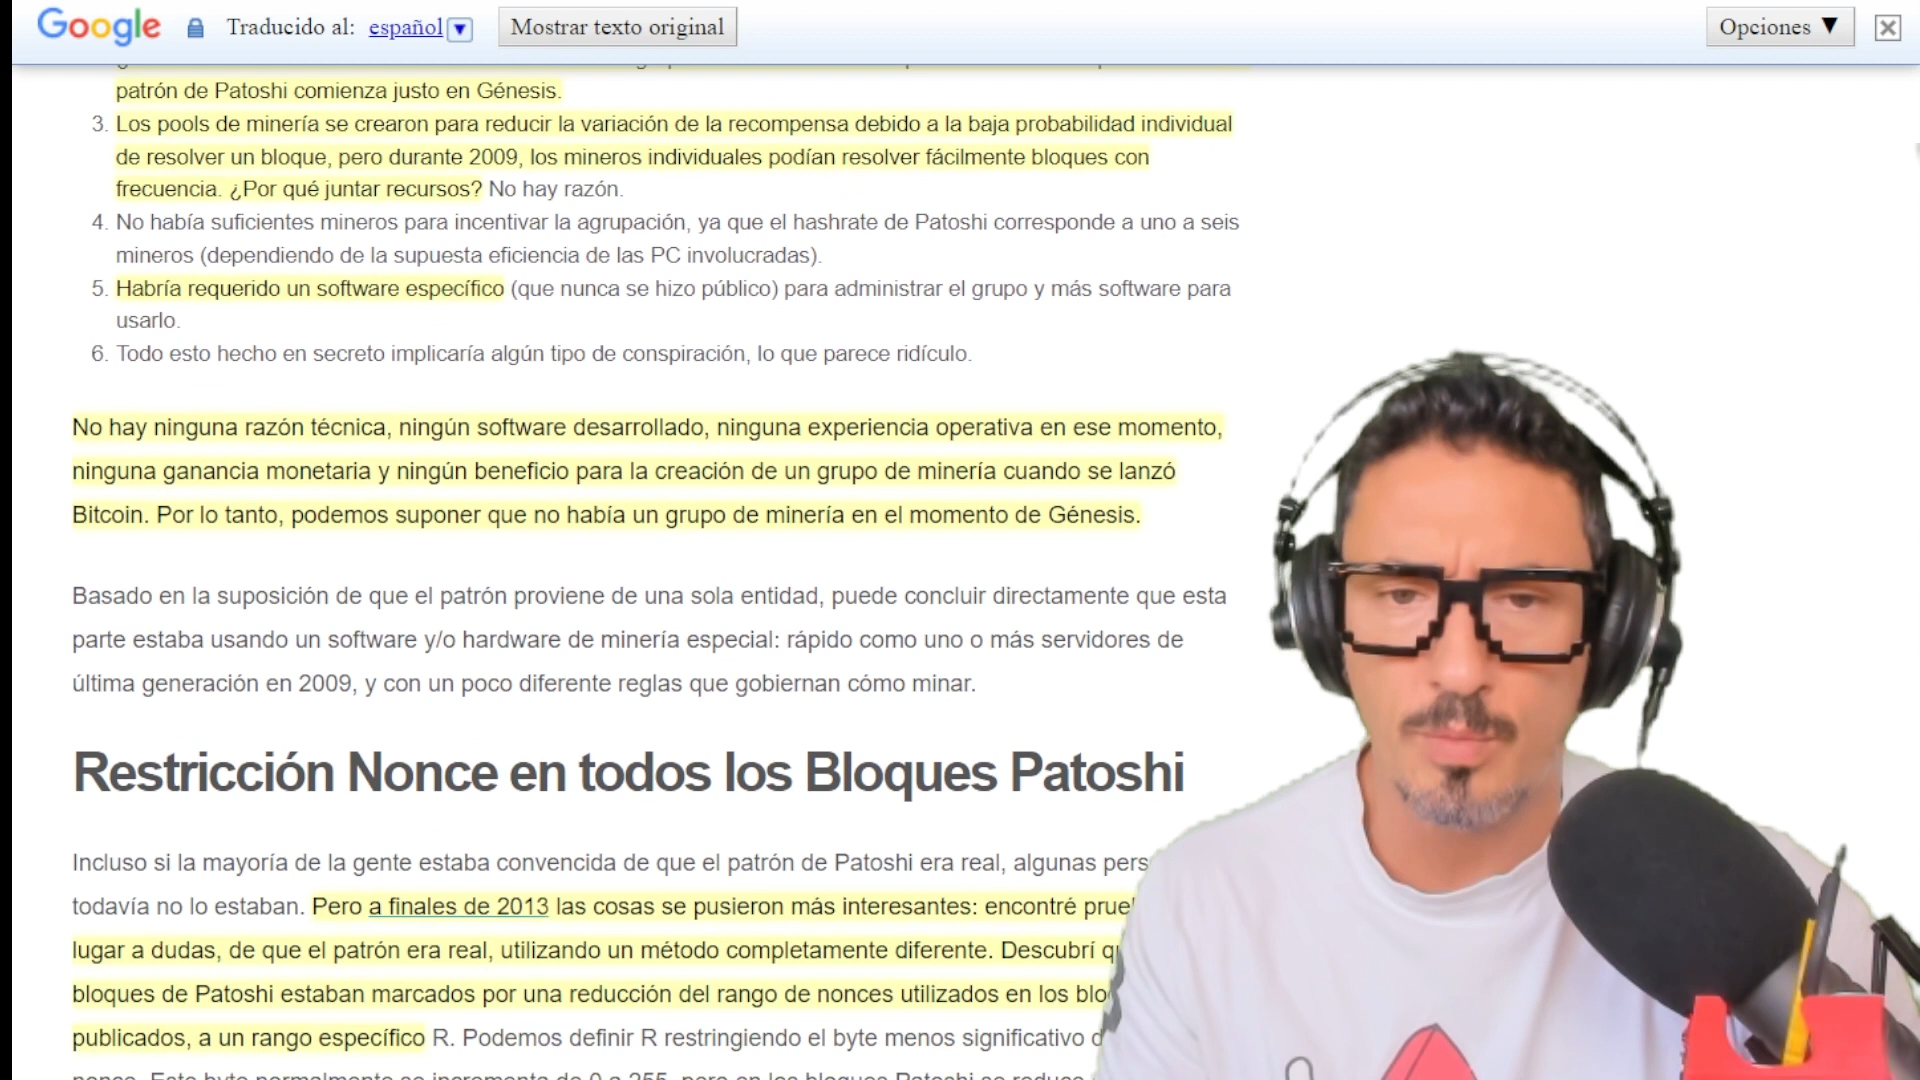 Google Traducido al: español Mostrar texto original Opciones ▼
patrón de Patoshi comienza justo en Génesis.
3. Los pools de minería se crearon para reducir la variación de la recompensa debido a la baja probabilidad individual
de resolver un bloque, pero durante 2009, los mineros individuales podían resolver fácilmente bloques con
frecuencia. ¿Por qué juntar recursos? No hay razón.
4. No había suficientes mineros para incentivar la agrupación, ya que el hashrate de Patoshi corresponde a uno a seis
mineros (dependiendo de la supuesta eficiencia de las PC involucradas).
5. Habría requerido un software específico (que nunca se hizo público) para administrar el grupo y más software para
usarlo.
6. Todo esto hecho en secreto implicaría algún tipo de conspiración, lo que parece ridículo.
No hay ninguna razón técnica, ningún software desarrollado, ninguna experiencia operativa en ese momento,
ninguna ganancia monetaria y ningún beneficio para la creación de un grupo de minería cuando se lanzó
Bitcoin. Por lo tanto, podemos suponer que no había un grupo de minería en el momento de Génesis.
Basado en la suposición de que el patrón proviene de una sola entidad, puede concluir directamente que esta
parte estaba usando un software y/o hardware de minería especial: rápido como uno o más servidores de
última generación en 2009, y con un poco diferente reglas que gobiernan cómo minar.
Restricción Nonce en todos los Bloques Patoshi
Incluso si la mayoría de la gente estaba convencida de que el patrón de Patoshi era real, algunas
todavía no lo estaban. Pero a finales de 2013 las cosas se pusieron más interesantes: encontré
lugar a dudas, de que el patrón era real, utilizando un método completamente diferente. Descubrí
bloques de Patoshi estaban marcados por una reducción del rango de nonces utilizados en los
publicados, a un rango específico R. Podemos definir R restringiendo el byte menos significativo